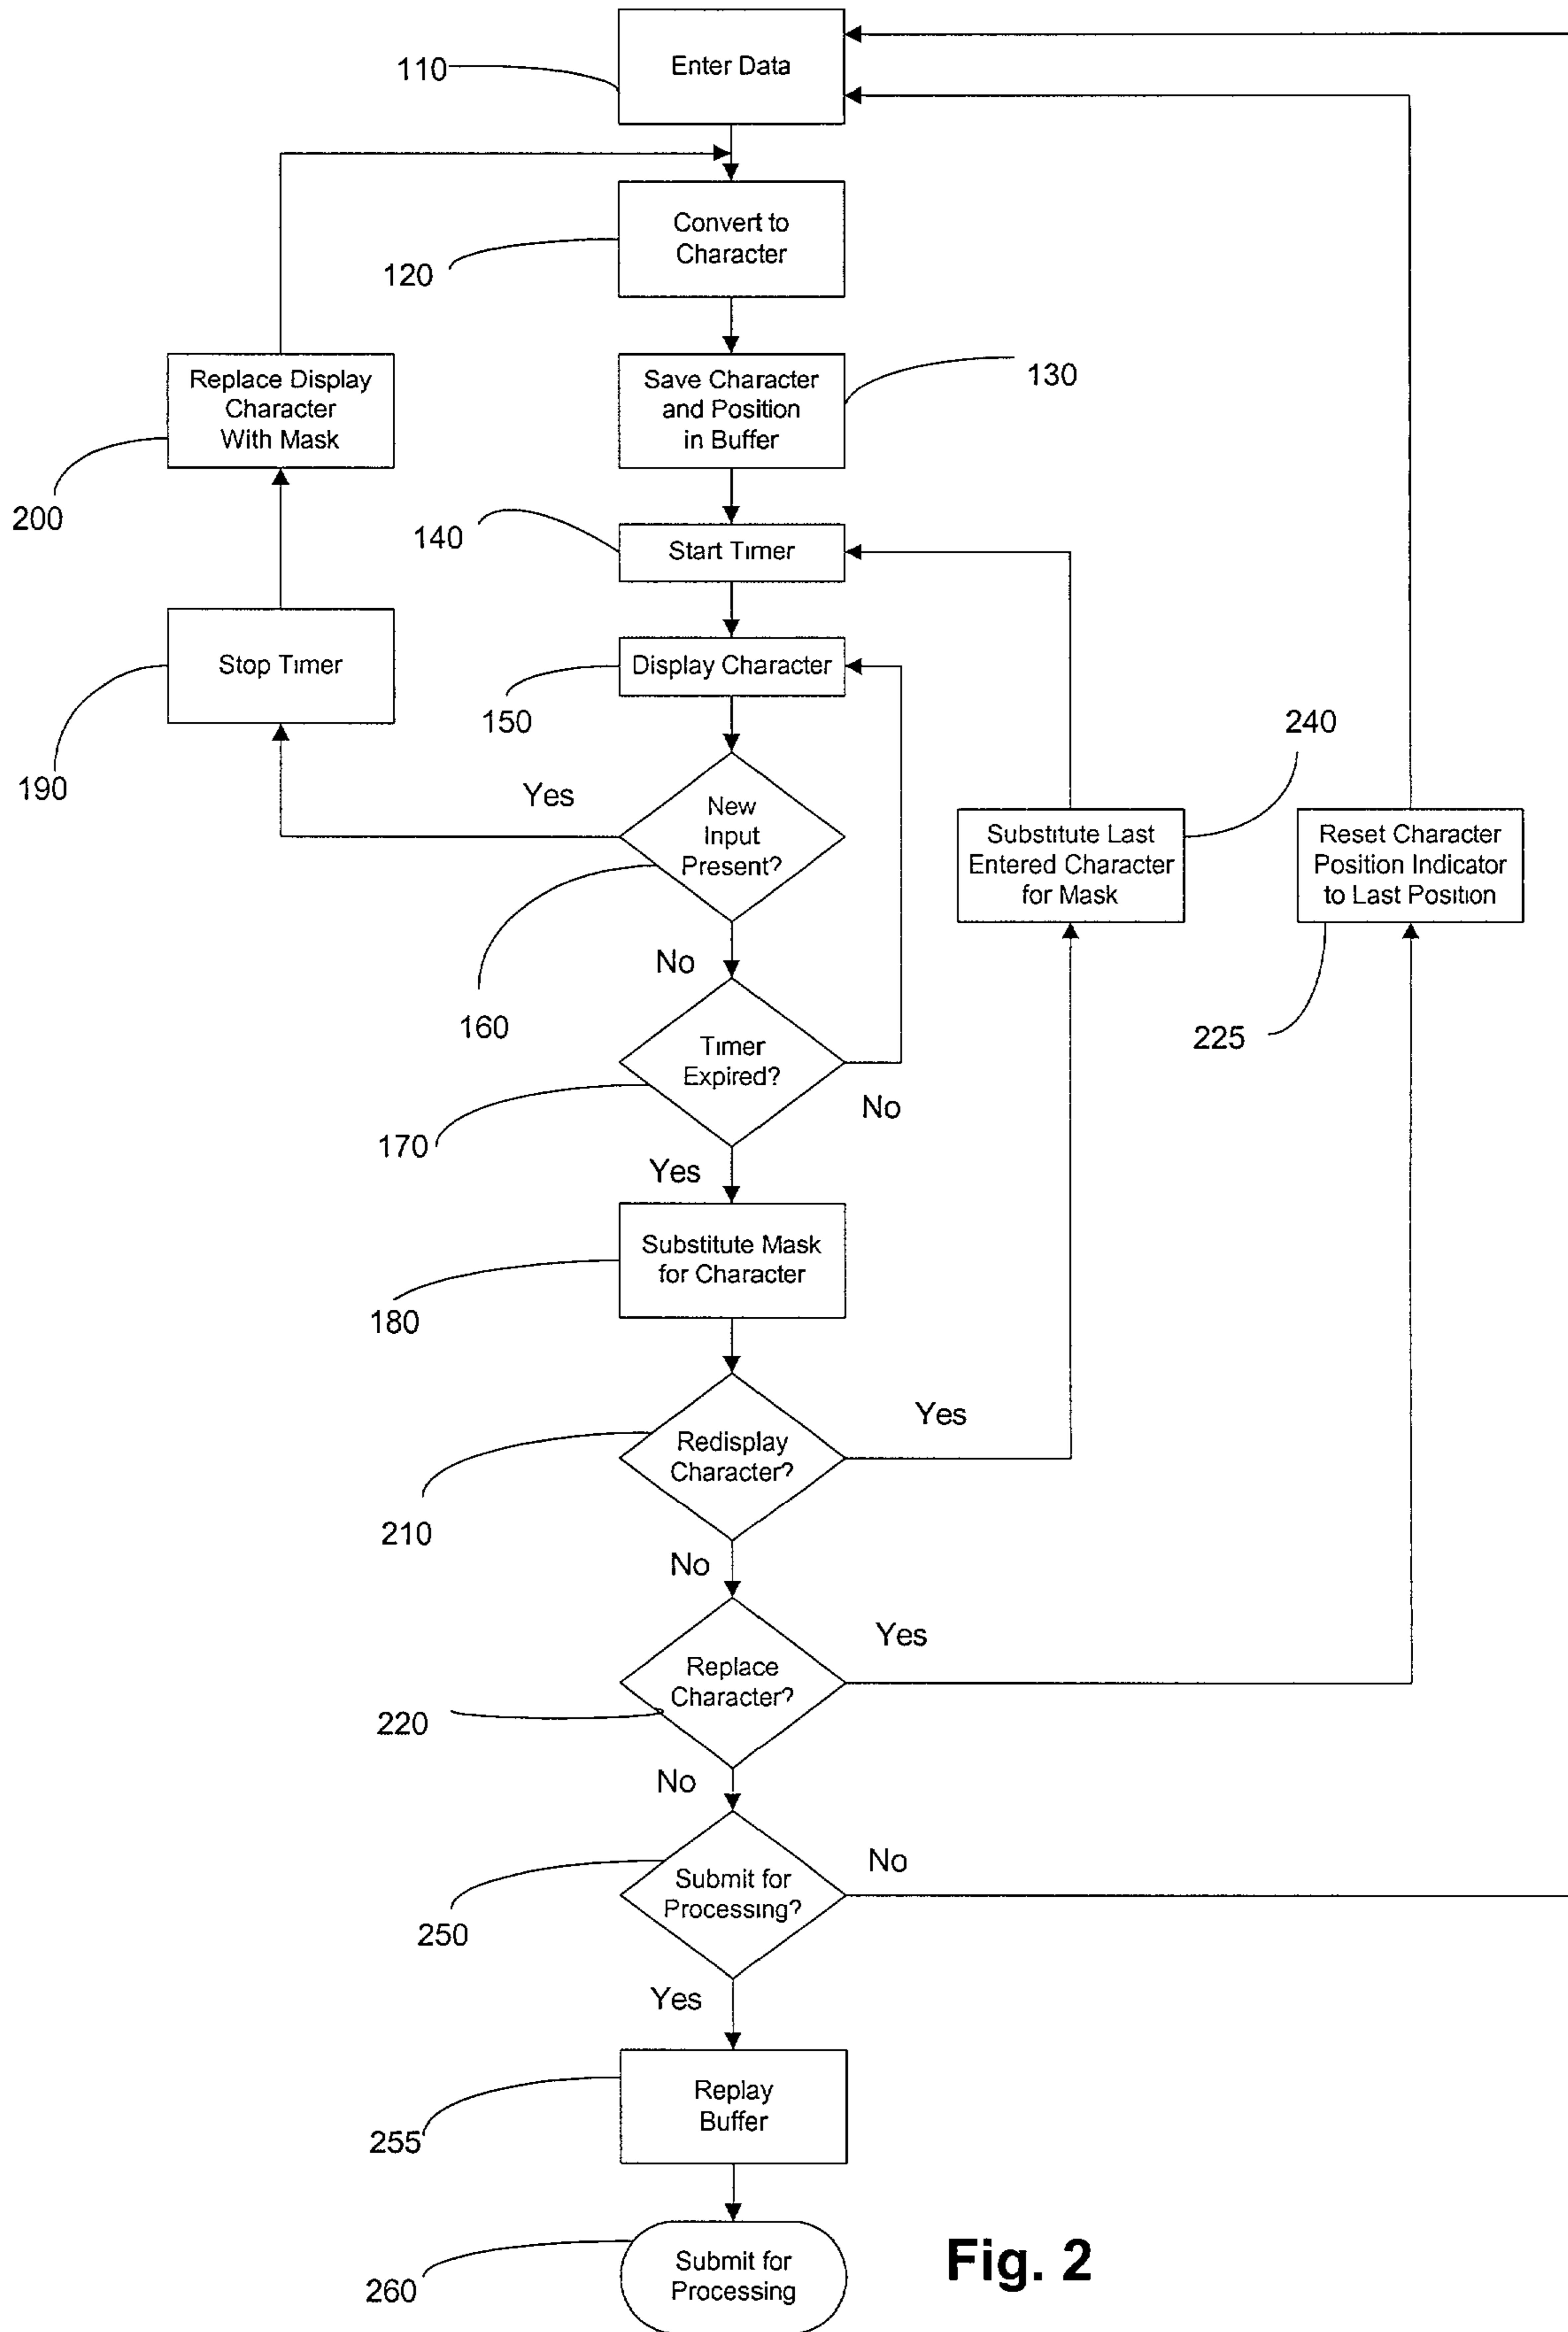 Enter Data
110
Convert to
Character
120
Replace Display
Character
With Mask
Save Character
and Position
in Buffer
130
200
140
Start Timer
Stop Timer
Display Character
150
240
190
Yes
New
Input
Present?
Substitute Last
Entered Character
for Mask
Reset Character
Position Indicator
to Last Position
No
160
225
Timer
Expired?
No
170
Yes
Substitute Mask
for Character
180
Yes
Redisplay
Character?
210
No
Yes
Replace
Character?
220
No
No
Submit for
Processing?
250
Yes
Replay
Buffer
255
Submit for
Processing
260
Fig. 2